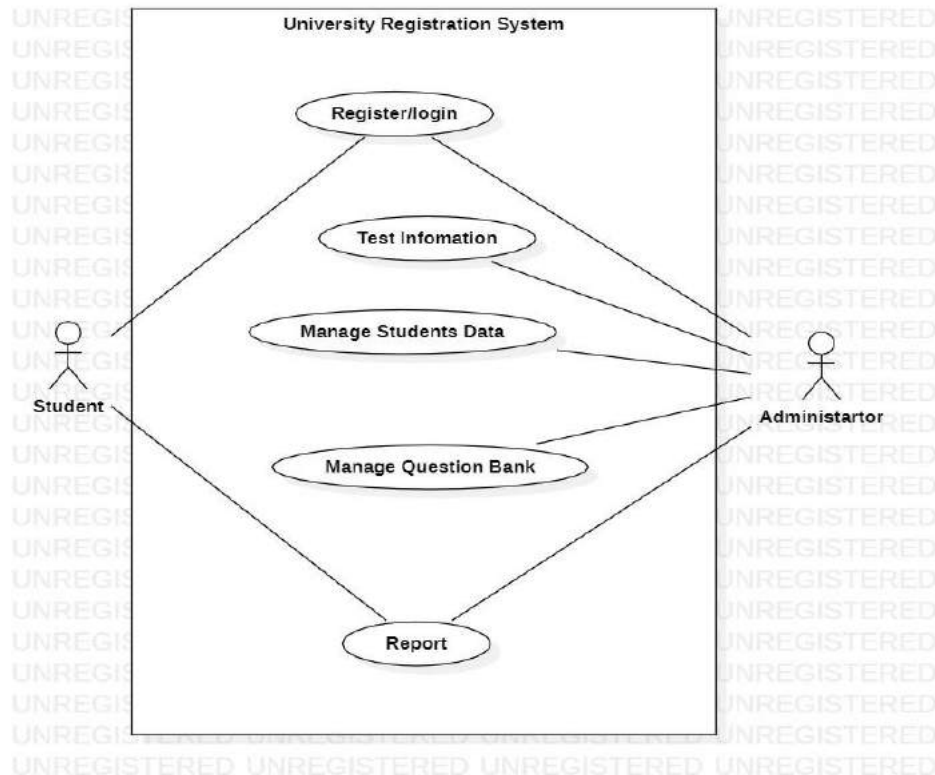 University Registration System
Register/login
Test Infomation
Manage Students Data
Student
Administartor
Manage Question Bank
Report
UNREGISTERED UNREGISTERED UNREGISTERED UNREGISTERED